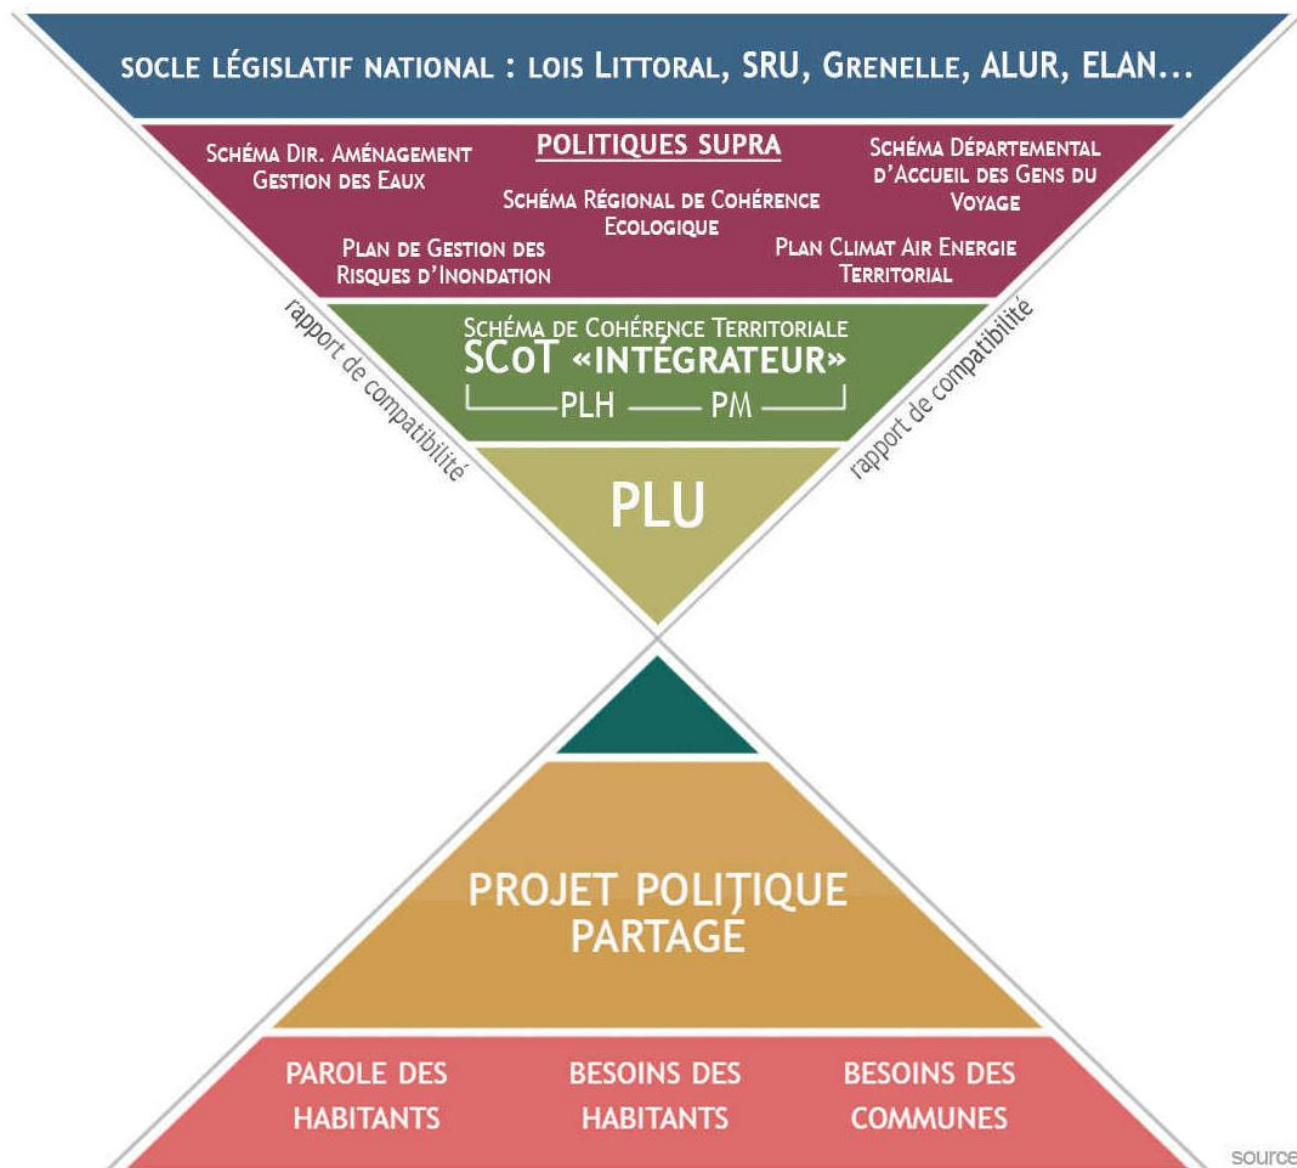 SOCLE LÉGISLATIF NATIONAL : LOIS LITTORAL, SRU, GRENELLE, ALUR, ELAN...
POLITIQUES SUPRA
SCHÉMA DIR. AMÉNAGEMENT
GESTION DES EAUX
SCHÉMA DÉPARTEMENTAL
D'ACCUEIL DES GENS DU
VOYAGE
SCHÉMA RÉGIONAL DE COHÉRENCE
ECOLOGIQUE
PLAN DE GESTION DES
RISQUES D'INONDATION
PLAN CLIMAT AIR ENERGIE
TERRITORIAL
rapport de compatibilité
rapport de compatibilité
SCHÉMA DE COHÉRENCE TERRITORIALE
SCOT «INTÉGRATEUR»
PLH PM
PLU
PROJET POLITIQUE
PARTAGÉ
PAROLE DES
HABITANTS
BESOINS DES
HABITANTS
BESOINS DES
COMMUNES
source